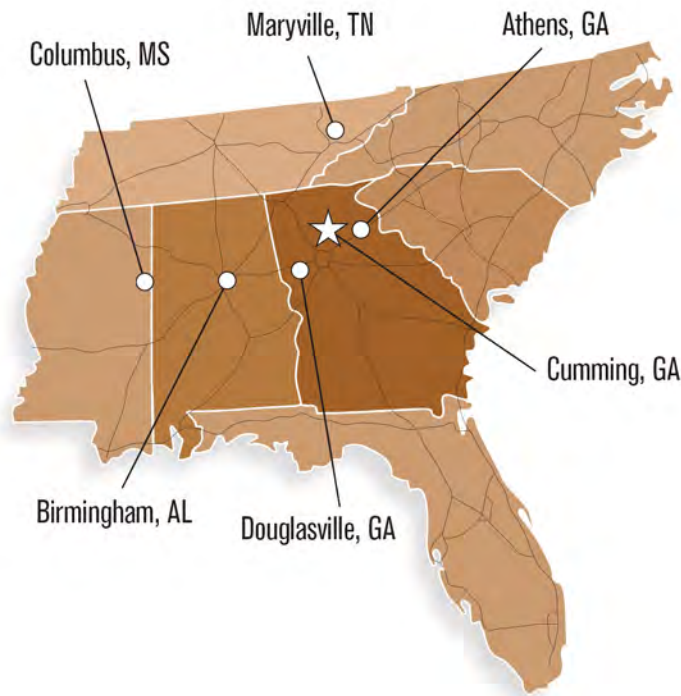 Maryville, TN
Athens, GA
Columbus, MS
Cumming, GA
Birmingham, AL
Douglasville, GA